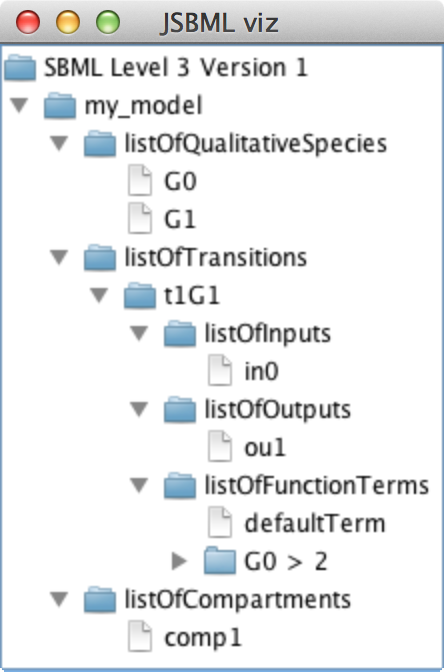 JSBML viz
SBML Level 3 Version 1
my_model
listOfQualitativeSpecies
G0
G1
listOfTransitions
t1G1
listOfInputs
in0
listOfOutputs
ou1
listOfFunctionTerms
defaultTerm
G0 > 2
listOfCompartments
comp1